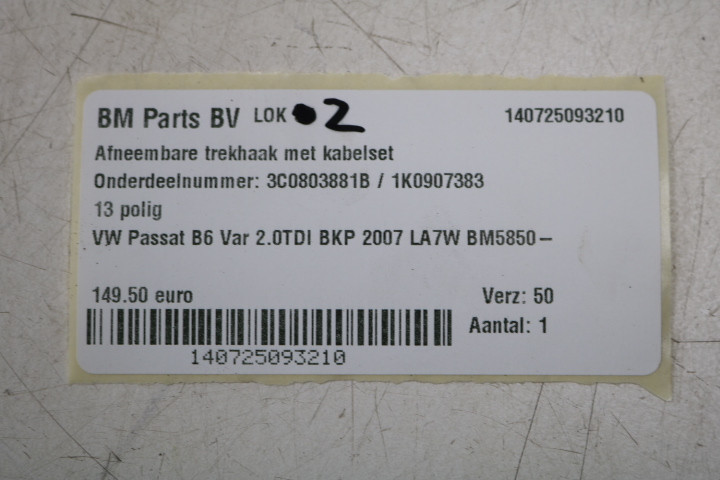 BM Parts BV LOK 2 140725093210
Afneembare trekhaak met kabelset
Onderdeelnummer: 3C0803881B / 1K0907383
13 polig
VW Passat B6 Var 2.0TDI BKP 2007 LA7W BM5850-
149.50 euro Verz: 50
Aantal: 1
140725093210